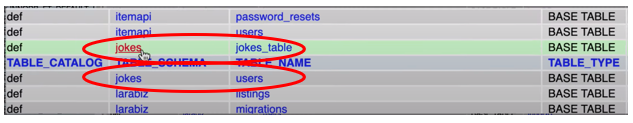 def itemapi password_resets BASE TABLE
def itemapi users BASE TABLE
def jokes jokes_table BASE TABLE
TABLE_CATALOG TABLE_SCHEMA TABLE_NAME TABLE_TYPE
def jokes users BASE TABLE
def larabiz listings BASE TABLE
def larabiz migrations BASE TABLE